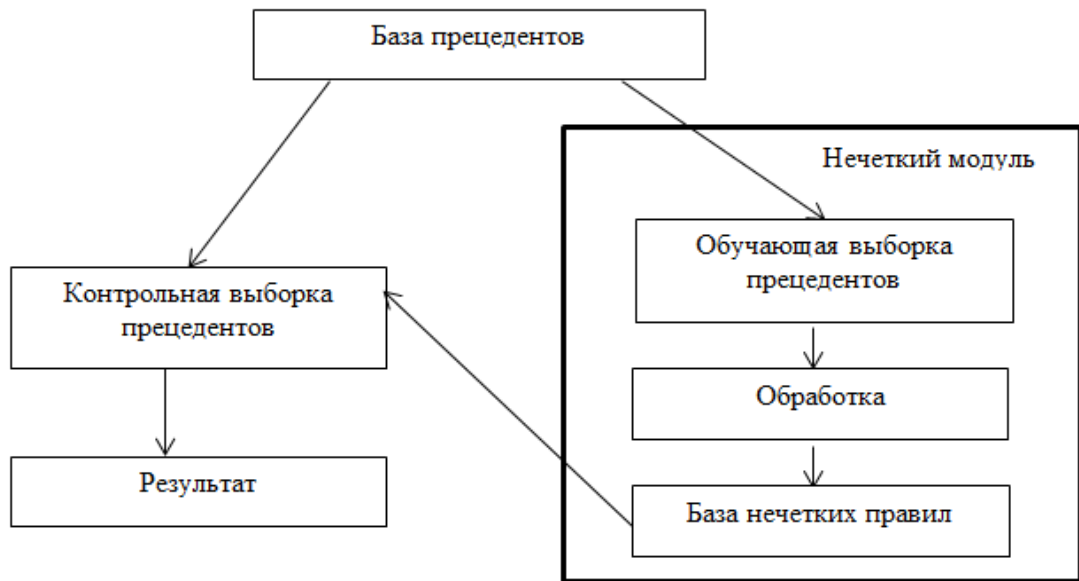 База прецедентов
Нечеткий модуль
Обучающая выборка
прецедентов
Контрольная выборка
прецедентов
Обработка
Результат
База нечетких правил